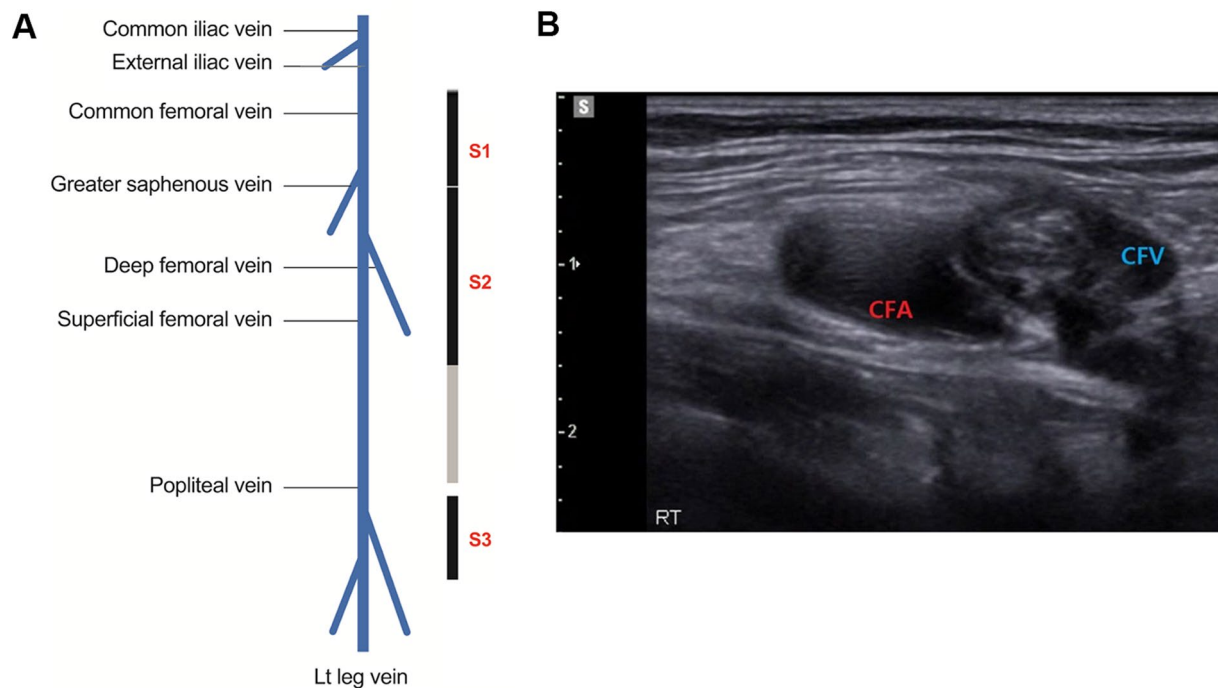 A
Common iliac vein
External iliac vein
Common femoral vein
Greater saphenous vein
Deep femoral vein
Superficial femoral vein
Popliteal vein
Lt leg vein
S1
S2
S3
B
S
1
2
CFA
CFV
RT